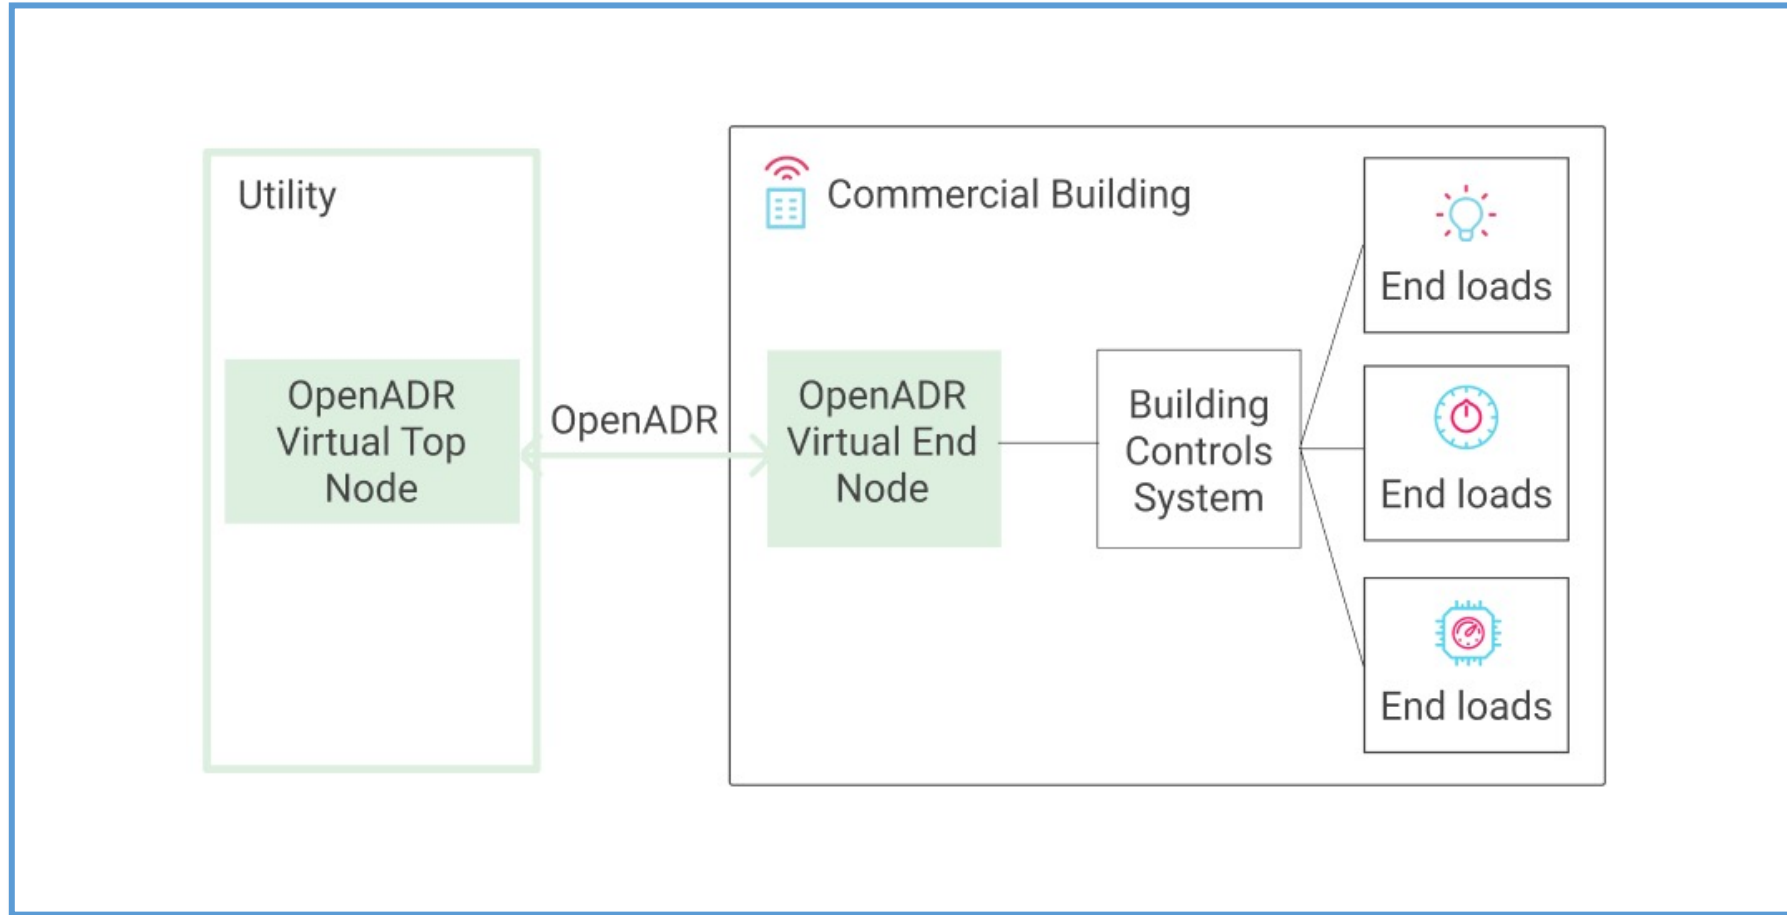 Utility
OpenADR
Virtual Top
Node
OpenADR
Commercial Building
OpenADR
Virtual End
Node
Building
Controls
System
End loads
End loads
End loads